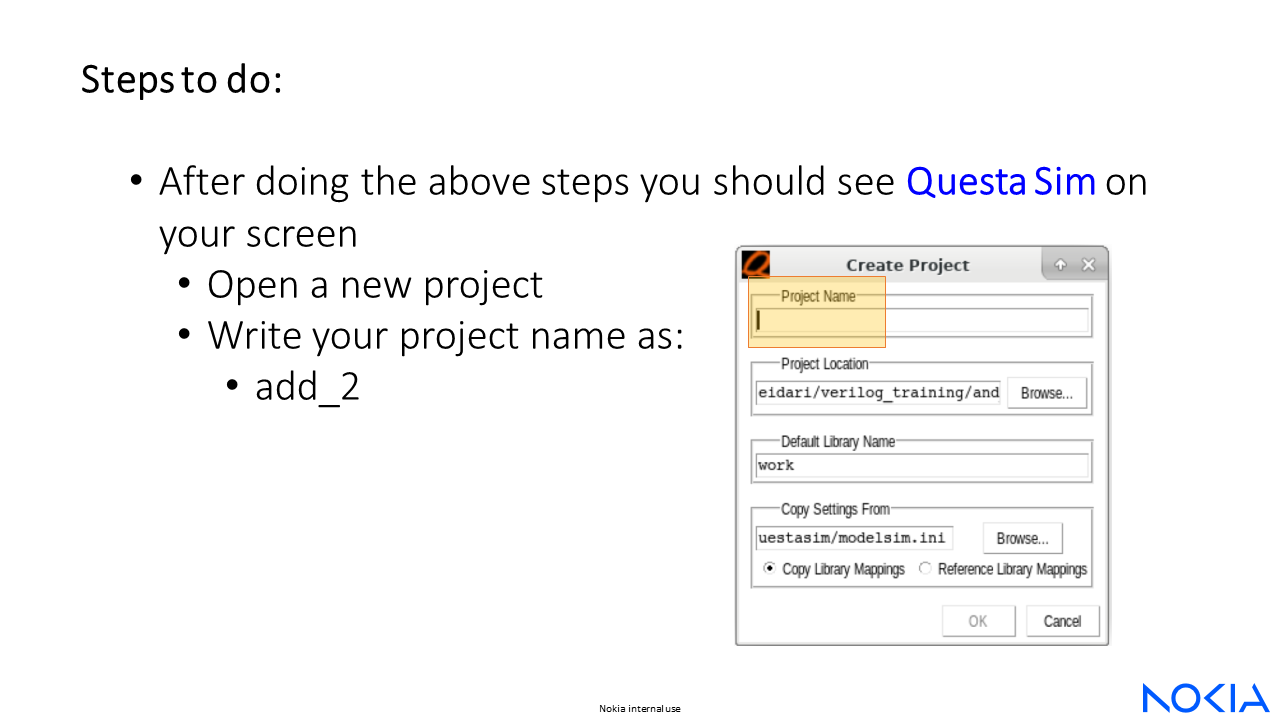 Steps to do:
• After doing the above steps you should see Questa Sim on
your screen
• Open a new project
• Write your project name as:
• add_2
Create Project
Project Name
Project Location
eidari/verilog_training/and
Browse...
Default Library Name
work
Copy Settings From
uestasim/modelsim.ini
Browse...
Copy Library Mappings
Reference Library Mappings
OK
Cancel
Nokia internal use
NOKIA